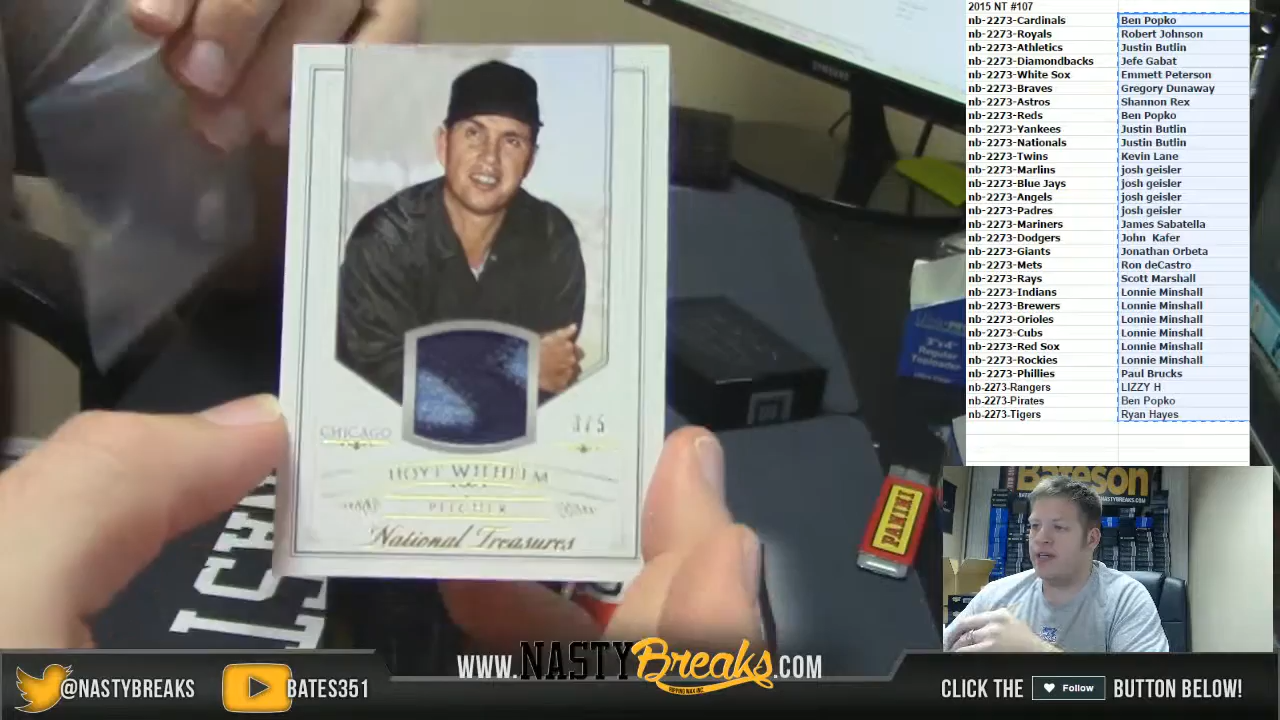 2015 NT #107
nb-2273-Cardinals Ben Popko
nb-2273-Royals Robert Johnson
nb-2273-Athletics Justin Butlin
nb-2273-Diamondbacks Jefe Gabat
nb-2273-White Sox Emmett Peterson
nb-2273-Braves Gregory Dunaway
nb-2273-Astros Shannon Rex
nb-2273-Reds Ben Popko
nb-2273-Yankees Justin Butlin
nb-2273-Nationals Justin Butlin
nb-2273-Twins Kevin Lane
nb-2273-Marlins josh geisler
nb-2273-Blue Jays josh geisler
nb-2273-Angels josh geisler
nb-2273-Padres josh geisler
nb-2273-Mariners James Sabatella
nb-2273-Dodgers John Kafer
nb-2273-Giants Jonathan Orbeta
nb-2273-Mets Ron deCastro
nb-2273-Rays Scott Marshall
nb-2273-Indians Lonnie Minshall
nb-2273-Brewers Lonnie Minshall
nb-2273-Orioles Lonnie Minshall
nb-2273-Cubs Lonnie Minshall
nb-2273-Red Sox Lonnie Minshall
nb-2273-Rockies Lonnie Minshall
nb-2273-Phillies Paul Brucks
nb-2273-Rangers LIZZY H
nb-2273-Pirates Ben Popko
nb-2273-Tigers Ryan Hayes
SAMSUNG
3"x4"
Regular
Toploader
CHICAGO
3/5
HOYT WILHELM
PITCHER
National Treasures
PANINI
Bateson
NASTYBREAKS.COM
@NASTYBREAKS
BATES351
WWW.NASTYBreaks.COM
CLICK THE Follow BUTTON BELOW!